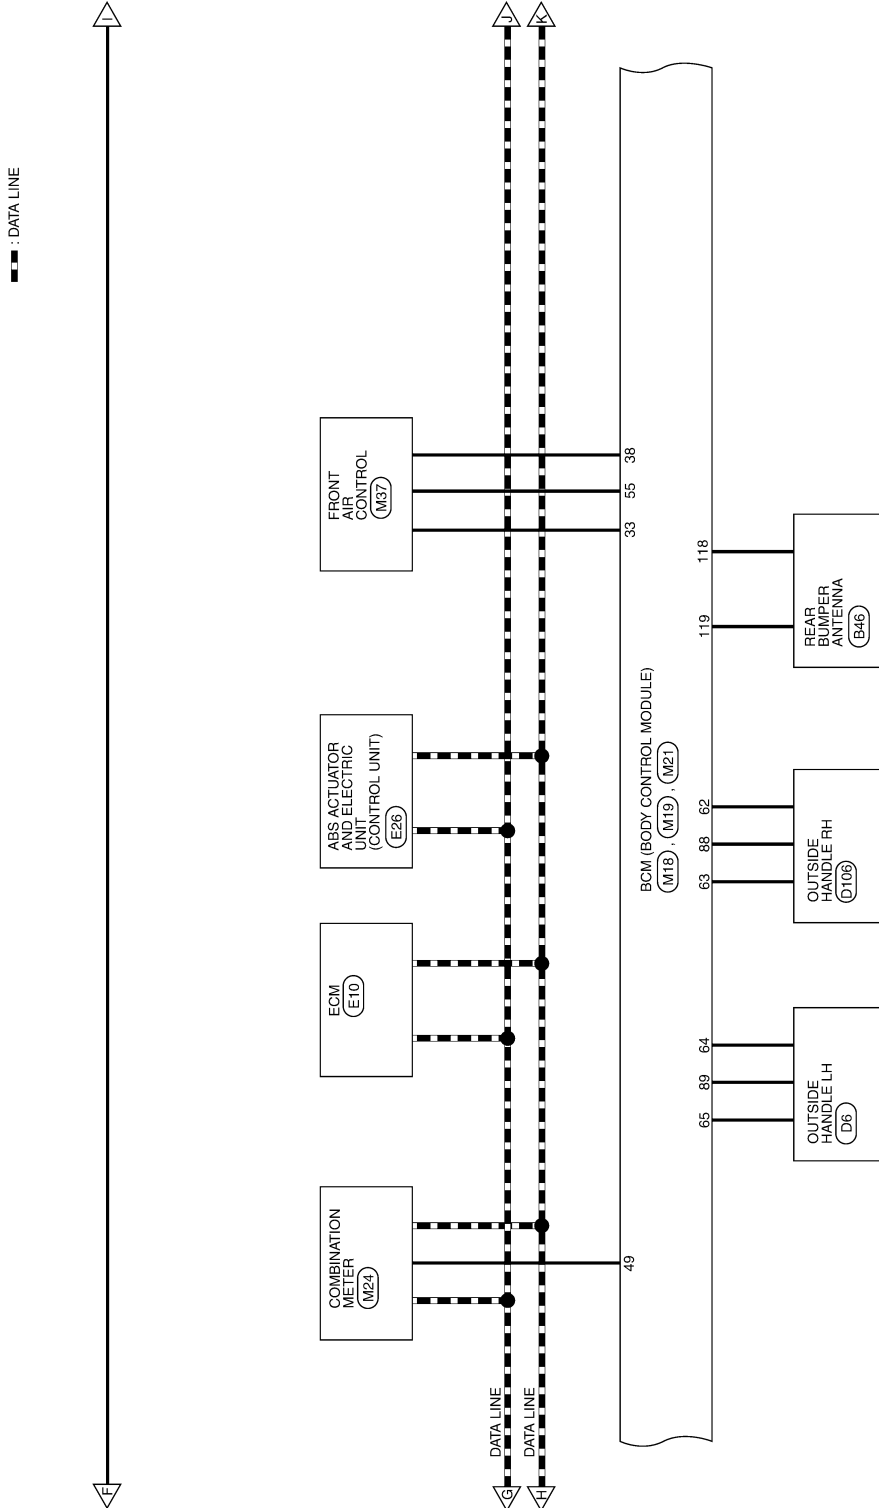 : DATA LINE
F
I
COMBINATION
METER
M24
ECM
E10
ABS ACTUATOR
AND ELECTRIC
UNIT
(CONTROL UNIT)
E26
FRONT
AIR
CONTROL
M37
G
DATA LINE
J
H
DATA LINE
K
49
33
55
38
BCM (BODY CONTROL MODULE)
M18 , M19 , M21
65
89
64
63
88
62
119
118
OUTSIDE
HANDLE LH
D6
OUTSIDE
HANDLE RH
D106
REAR
BUMPER
ANTENNA
B46